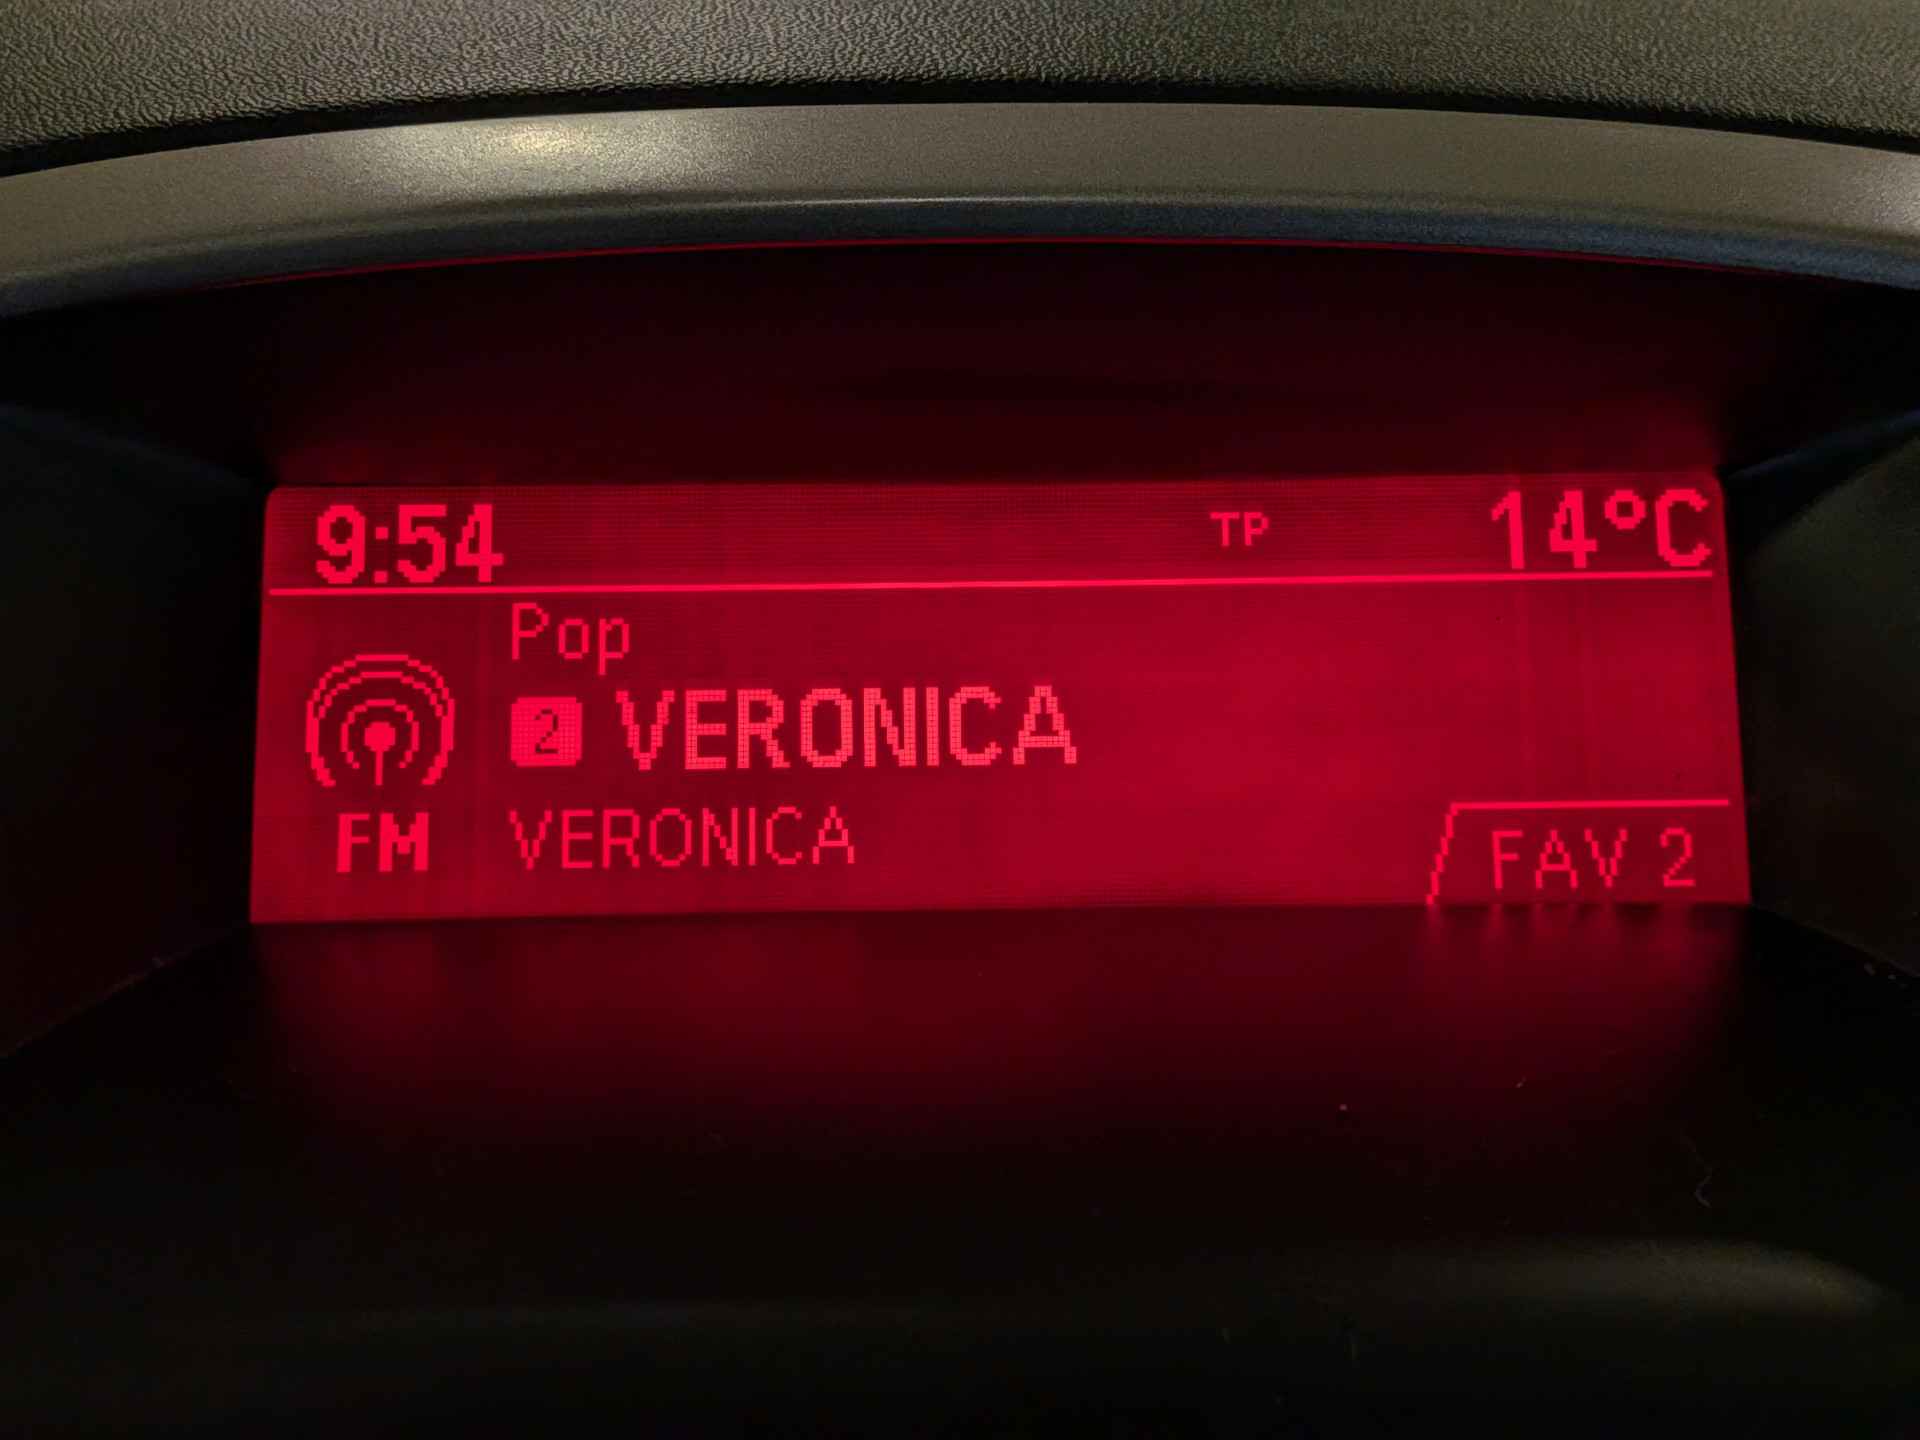 9:54 TP 14°C
Pop
2 VERONICA
FM VERONICA
FAV 2